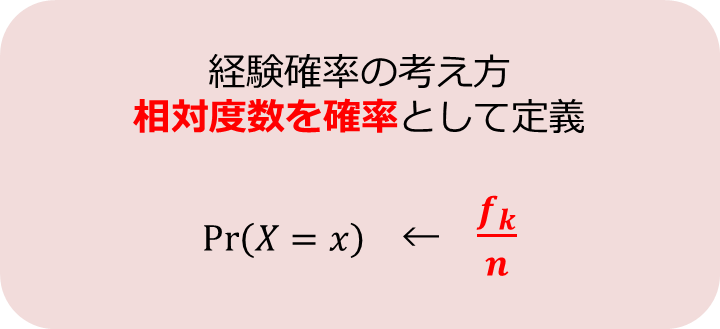 経験確率の考え方
相対度数を確率として定義
Pr(X = x) ← f_k/n